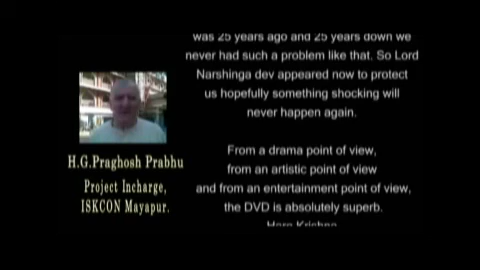 was 25 years ago and 25 years down we
never had such a problem like that. So Lord
Narshinga dev appeared now to protect
us hopefully something shocking will
never happen again.
From a drama point of view,
from an artistic point of view
and from an entertainment point of view,
the DVD is absolutely superb.
Hare Krishna
H.G.Praghosh Prabhu
Project Incharge,
ISKCON Mayapur.